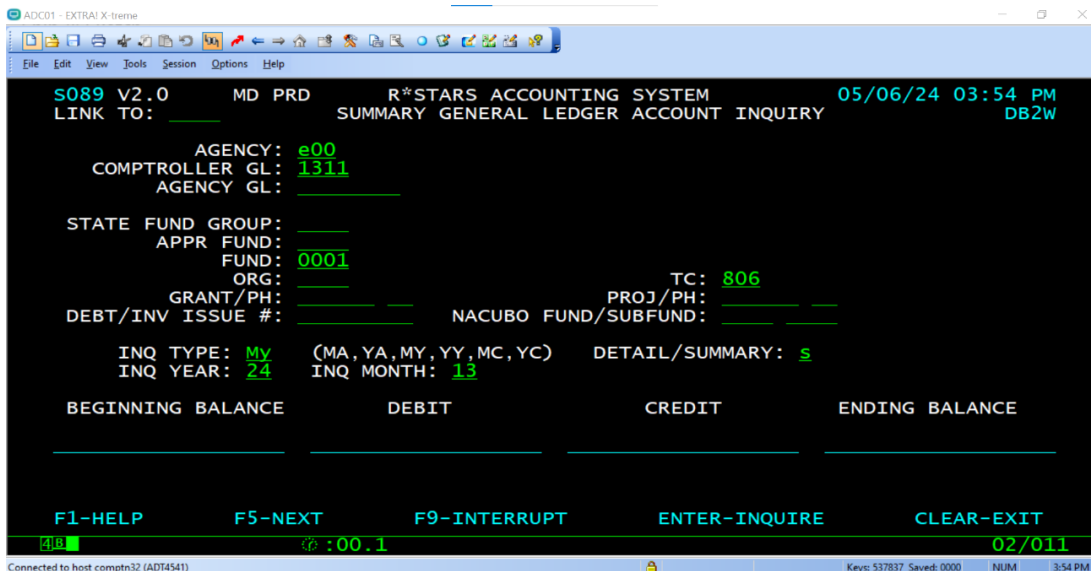 ADC01 - EXTRA! X-treme
File Edit View Tools Session Options Help
S089 V2.0 MD PRD R*STARS ACCOUNTING SYSTEM 05/06/24 03:54 PM
LINK TO: SUMMARY GENERAL LEDGER ACCOUNT INQUIRY DB2W
AGENCY: e00
COMPTROLLER GL: 1311
AGENCY GL:
STATE FUND GROUP:
APPR FUND:
FUND: 0001
ORG: TC: 806
GRANT/PH: PROJ/PH:
DEBT/INV ISSUE #: NACUBO FUND/SUBFUND:
INQ TYPE: My (MA,YA,MY,YY,MC,YC) DETAIL/SUMMARY: s
INQ YEAR: 24 INQ MONTH: 13
BEGINNING BALANCE DEBIT CREDIT ENDING BALANCE
F1-HELP F5-NEXT F9-INTERRUPT ENTER-INQUIRE CLEAR-EXIT
4B :00.1 02/011
Connected to host comptn32 (ADT4541) Keys: 537837 Saved: 0000 NUM 3:54 PM